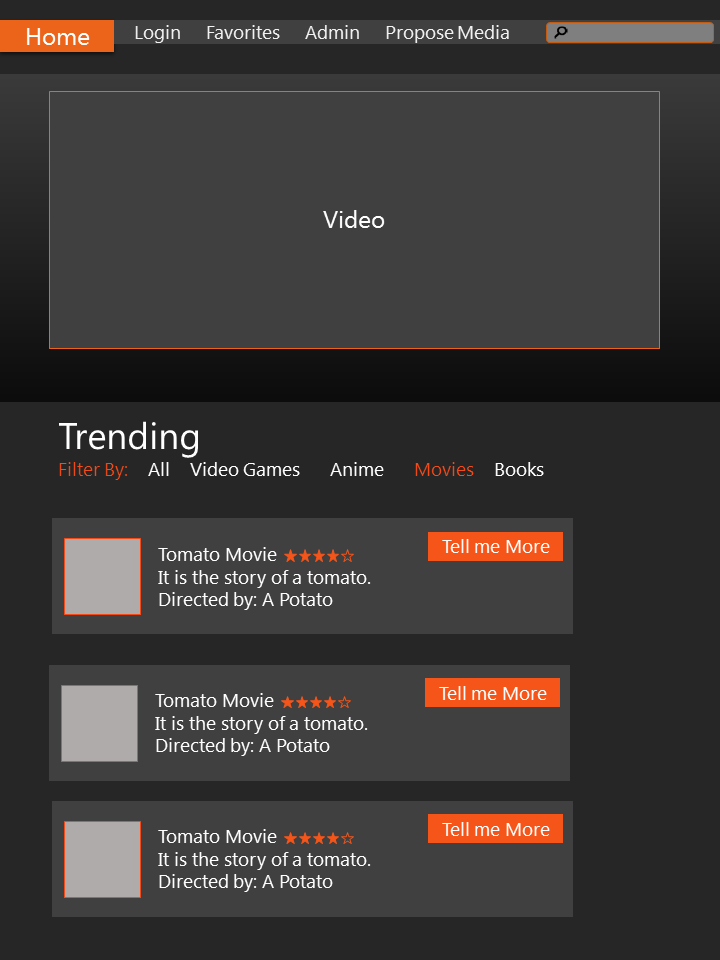 Home Login Favorites Admin Propose Media
Video
Trending
Filter By: All Video Games Anime Movies Books
Tomato Movie ★★★★☆ Tell me More
It is the story of a tomato.
Directed by: A Potato
Tomato Movie ★★★★☆ Tell me More
It is the story of a tomato.
Directed by: A Potato
Tomato Movie ★★★★☆ Tell me More
It is the story of a tomato.
Directed by: A Potato